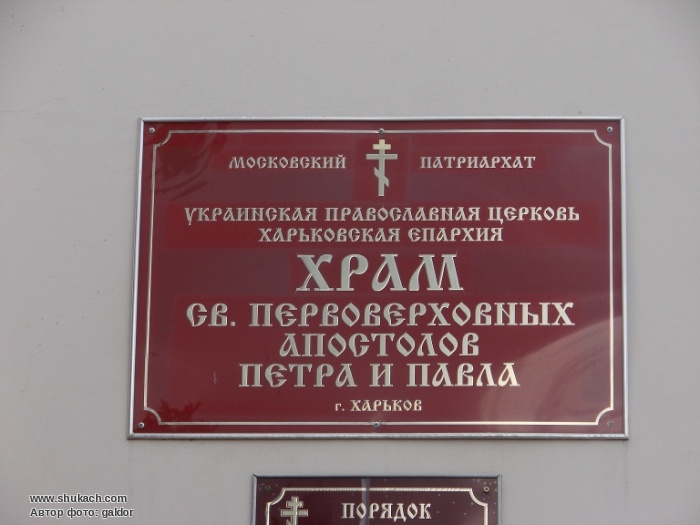 МОСКОВСКИЙ ПАТРИАРХАТ
УКРАИНСКАЯ ПРАВОСЛАВНАЯ ЦЕРКОВЬ
ХАРЬКОВСКАЯ ЕПАРХИЯ
ХРАМ
СВ. ПЕРВОВЕРХОВНЫХ
АПОСТОЛОВ
ПЕТРА И ПАВЛА
г. ХАРЬКОВ
ПОРЯДОК
www.shukach.com
Автор фото: gakdor